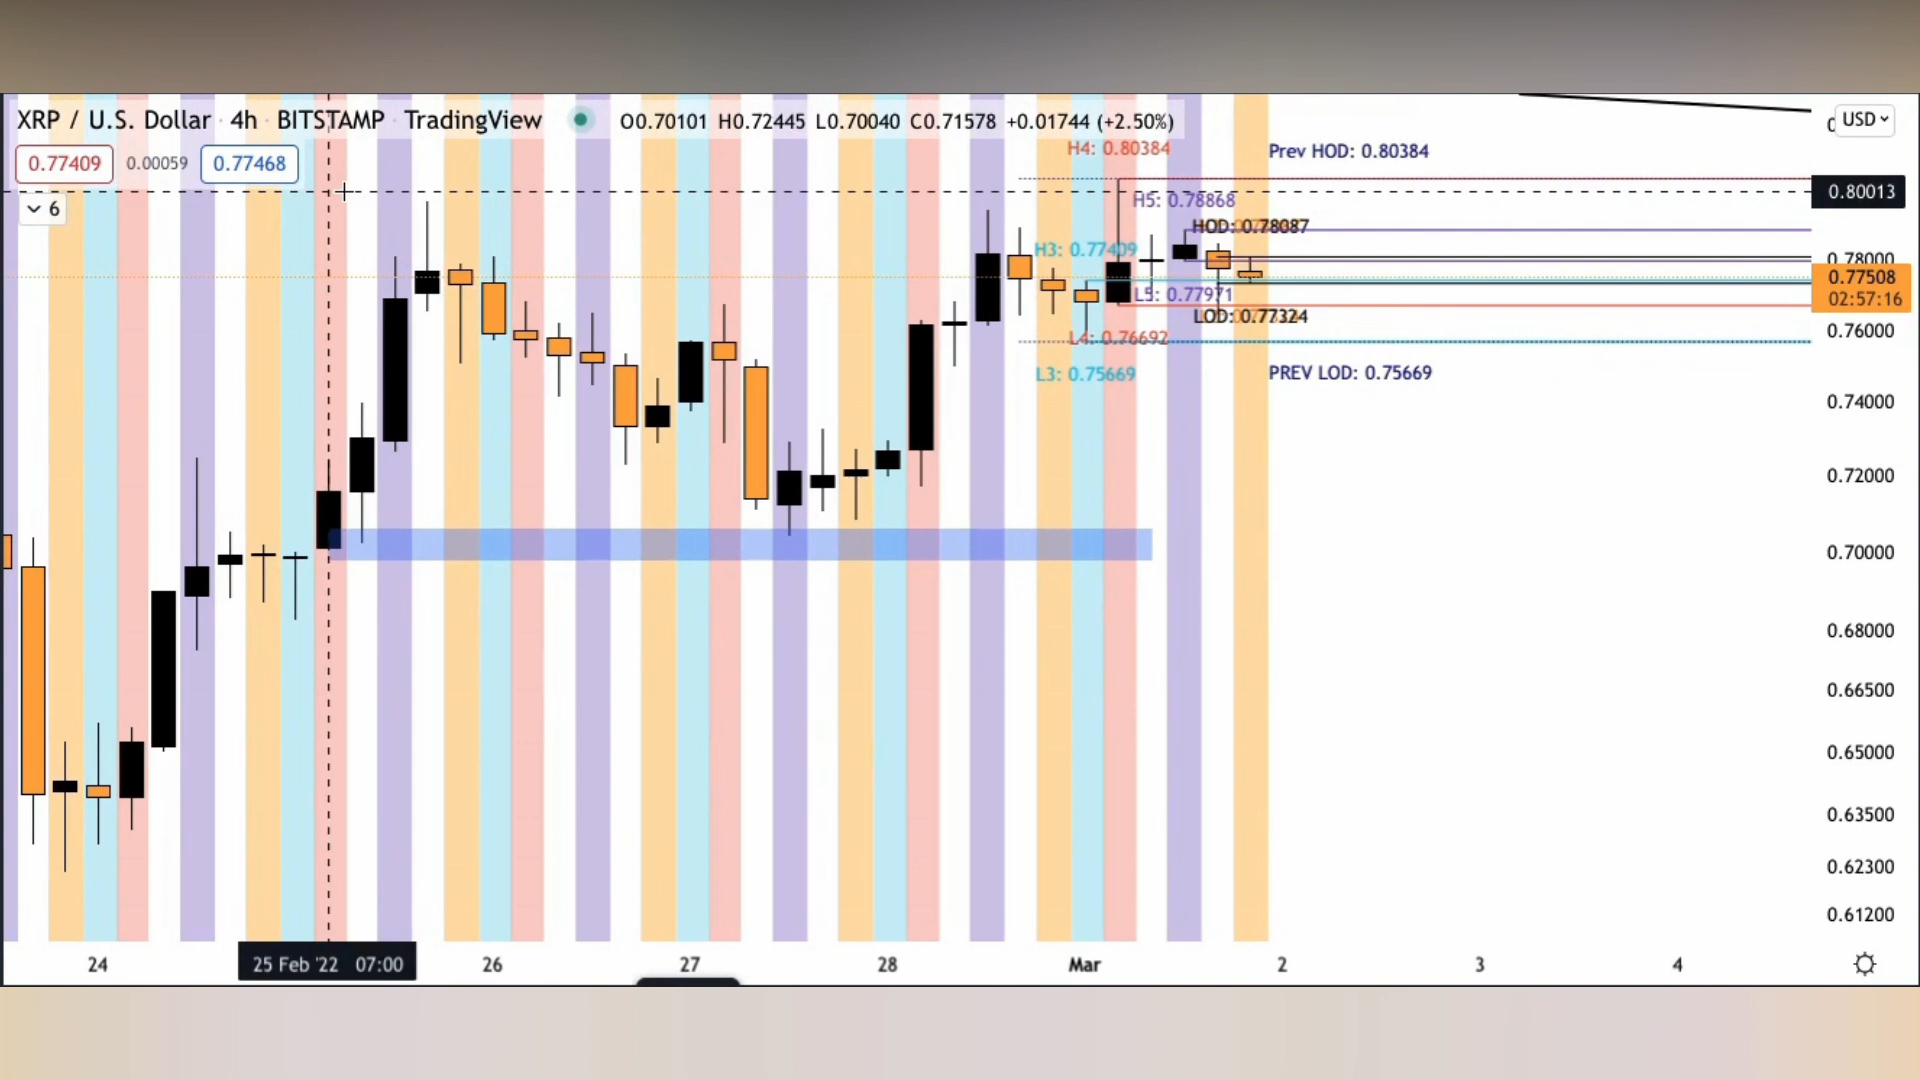 XRP / U.S. Dollar · 4h · BITSTAMP · TradingView
O0.70101 H0.72445 L0.70040 C0.71578 +0.01744 (+2.50%)
USD
0.77409 0.00059 0.77468
6
H4: 0.80384
Prev HOD: 0.80384
0.80013
H5: 0.78868
HOD: 0.78087
H3: 0.77409
0.78000
0.77508
02:57:16
L5: 0.77971
LOD: 0.77324
0.76000
L4: 0.76692
L3: 0.75669
PREV LOD: 0.75669
0.74000
0.72000
0.70000
0.68000
0.66500
0.65000
0.63500
0.62300
0.61200
24 25 Feb '22 07:00 26 27 28 Mar 2 3 4